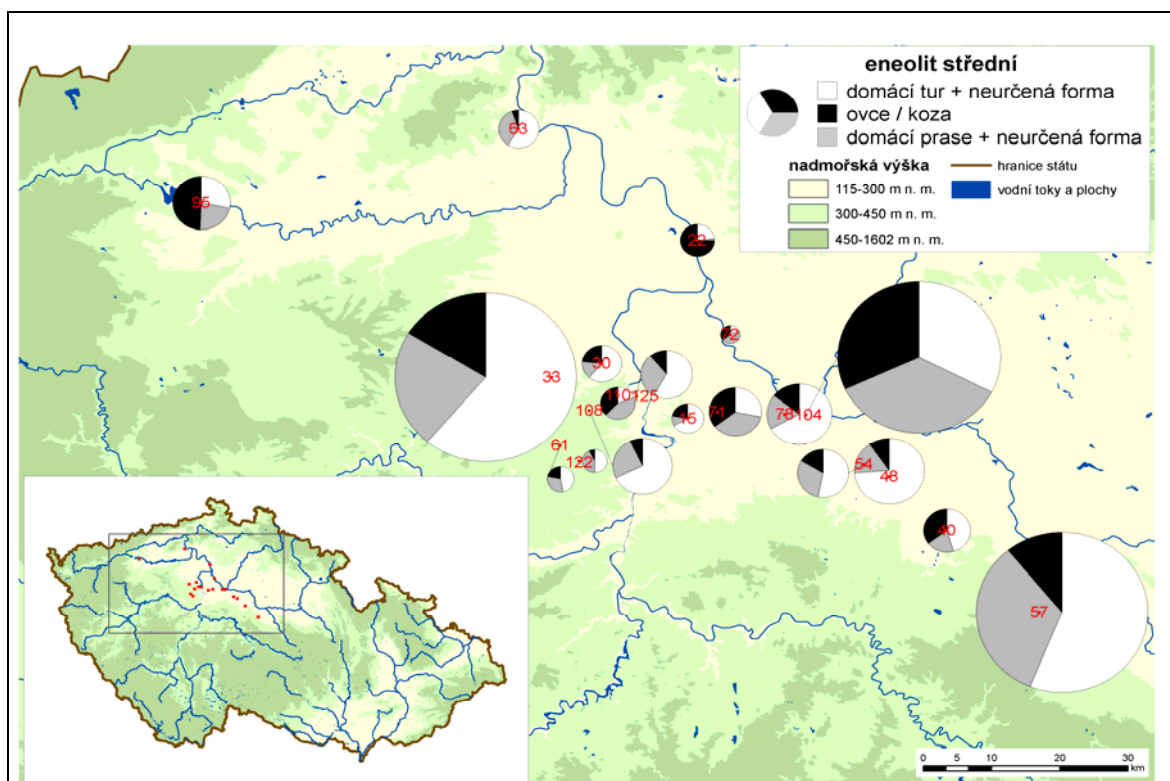 eneolit střední
domácí tur + neurčená forma
ovce / koza
domácí prase + neurčená forma
nadmořská výška
hranice státu
115-300 m n. m.
vodní toky a plochy
300-450 m n. m.
450-1602 m n. m.
63
95
22
72
33
30
110
125
108
15
71
78
104
61
122
54
48
40
57
0 5 10 20 30
km